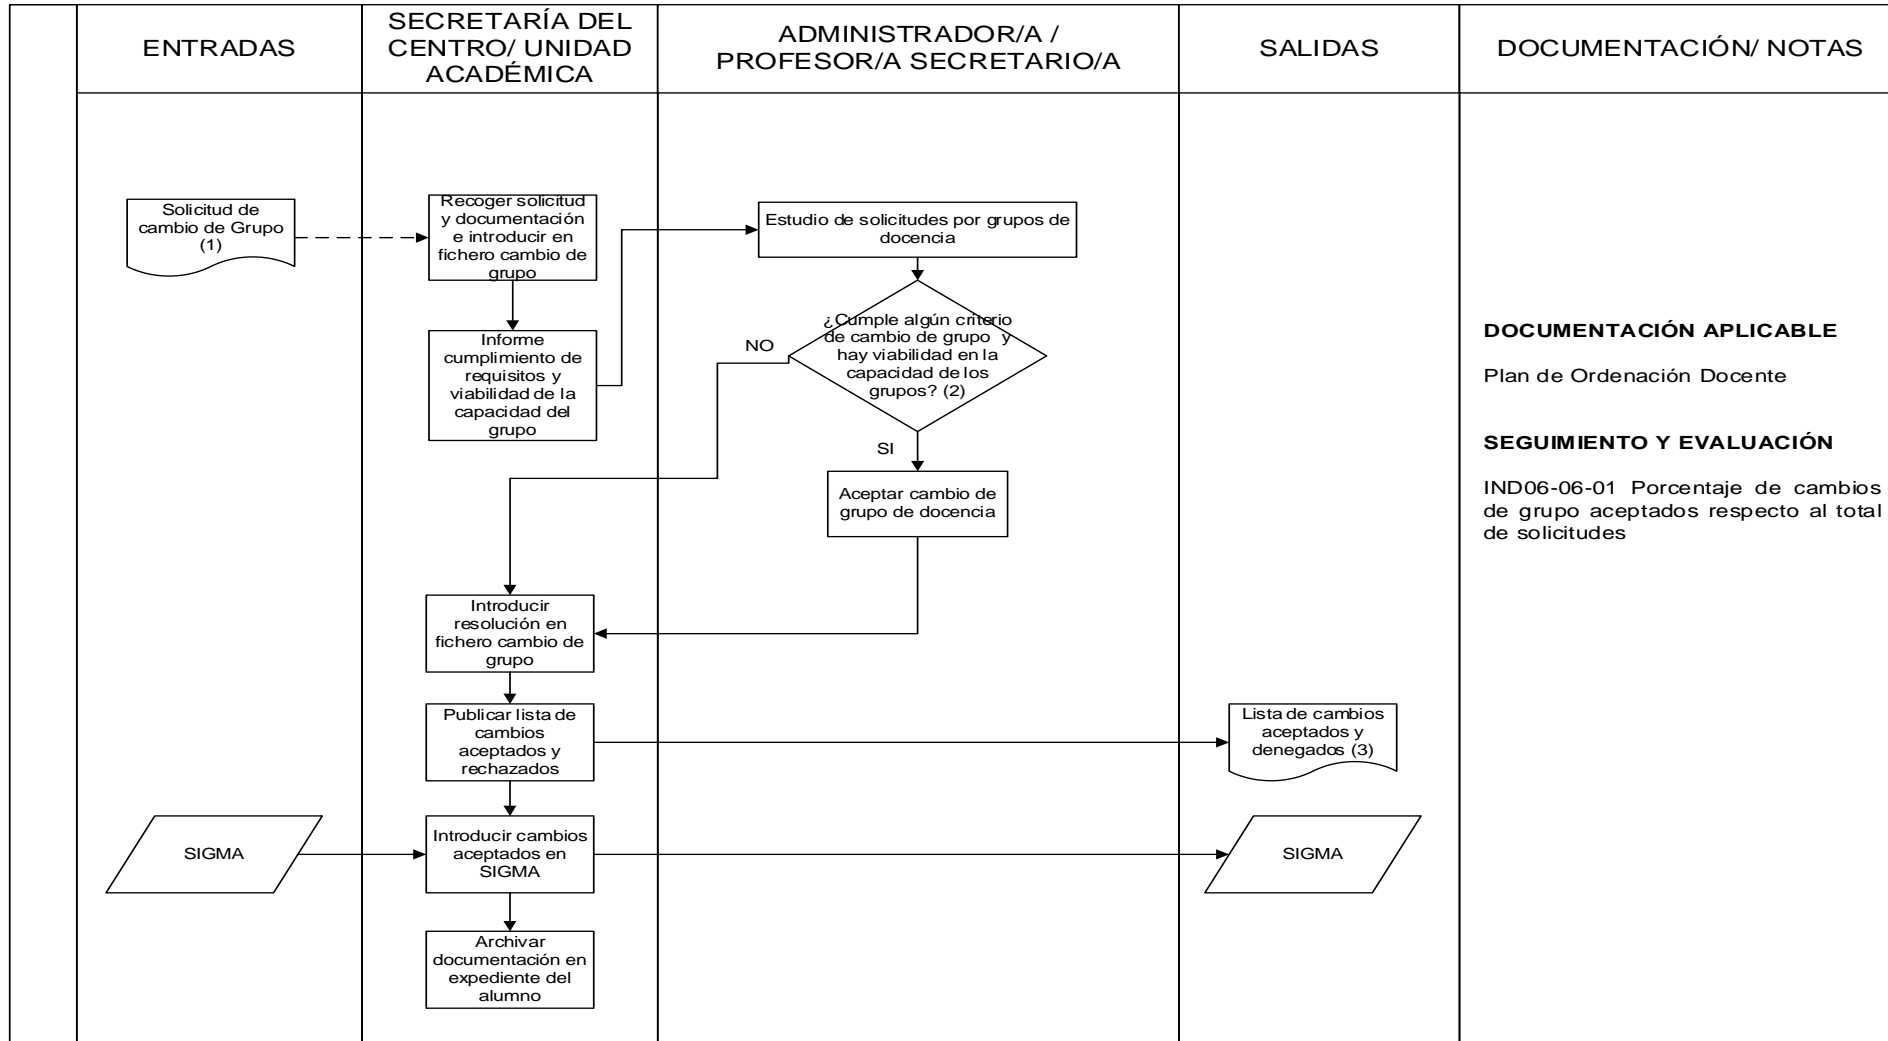 ENTRADAS
SECRETARÍA DEL
CENTRO/ UNIDAD
ACADÉMICA
ADMINISTRADOR/A /
PROFESOR/A SECRETARIO/A
SALIDAS
DOCUMENTACIÓN/ NOTAS
Solicitud de
cambio de Grupo
(1)
Recoger solicitud
y documentación
e introducir en
fichero cambio de
grupo
Estudio de solicitudes por grupos de
docencia
Informe
cumplimiento de
requisitos y
viabilidad de la
capacidad del
grupo
¿Cumple algún criterio
de cambio de grupo y
hay viabilidad en la
capacidad de los
grupos? (2)
NO
SI
Aceptar cambio de
grupo de docencia
DOCUMENTACIÓN APLICABLE
Plan de Ordenación Docente
SEGUIMIENTO Y EVALUACIÓN
IND06-06-01 Porcentaje de cambios
de grupo aceptados respecto al total
de solicitudes
Introducir
resolución en
fichero cambio de
grupo
Publicar lista de
cambios
aceptados y
rechazados
Lista de cambios
aceptados y
denegados (3)
SIGMA
Introducir cambios
aceptados en
SIGMA
SIGMA
Archivar
documentación en
expediente del
alumno